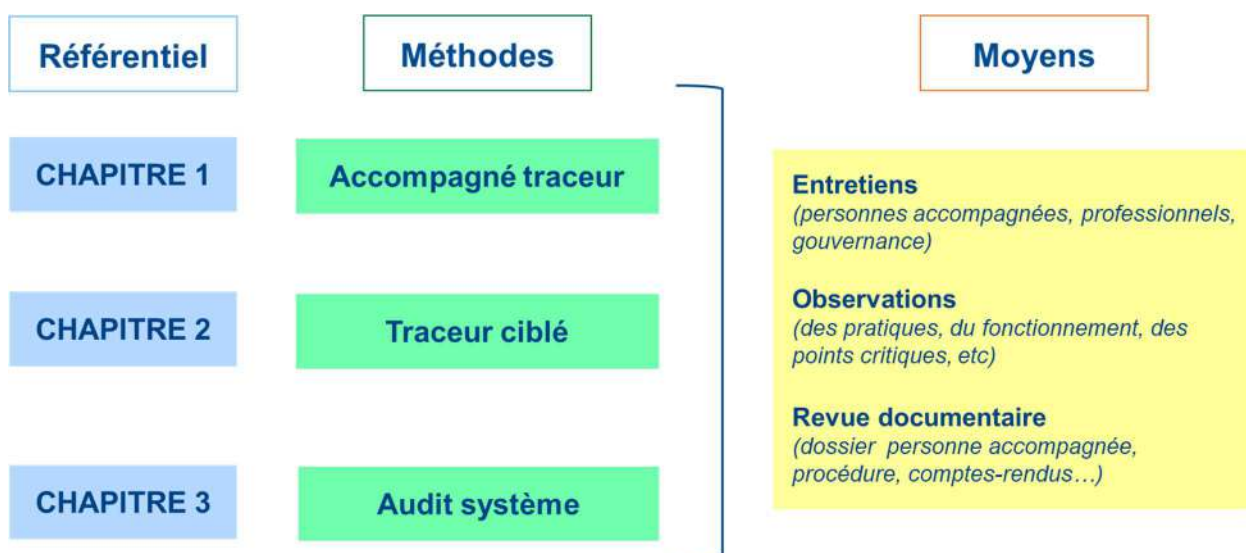 Référentiel
Méthodes
Moyens
CHAPITRE 1
Accompagné traceur
CHAPITRE 2
Traceur ciblé
CHAPITRE 3
Audit système
Entretiens
(personnes accompagnées, professionnels,
gouvernance)
Observations
(des pratiques, du fonctionnement, des
points critiques, etc)
Revue documentaire
(dossier personne accompagnée,
procédure, comptes-rendus…)